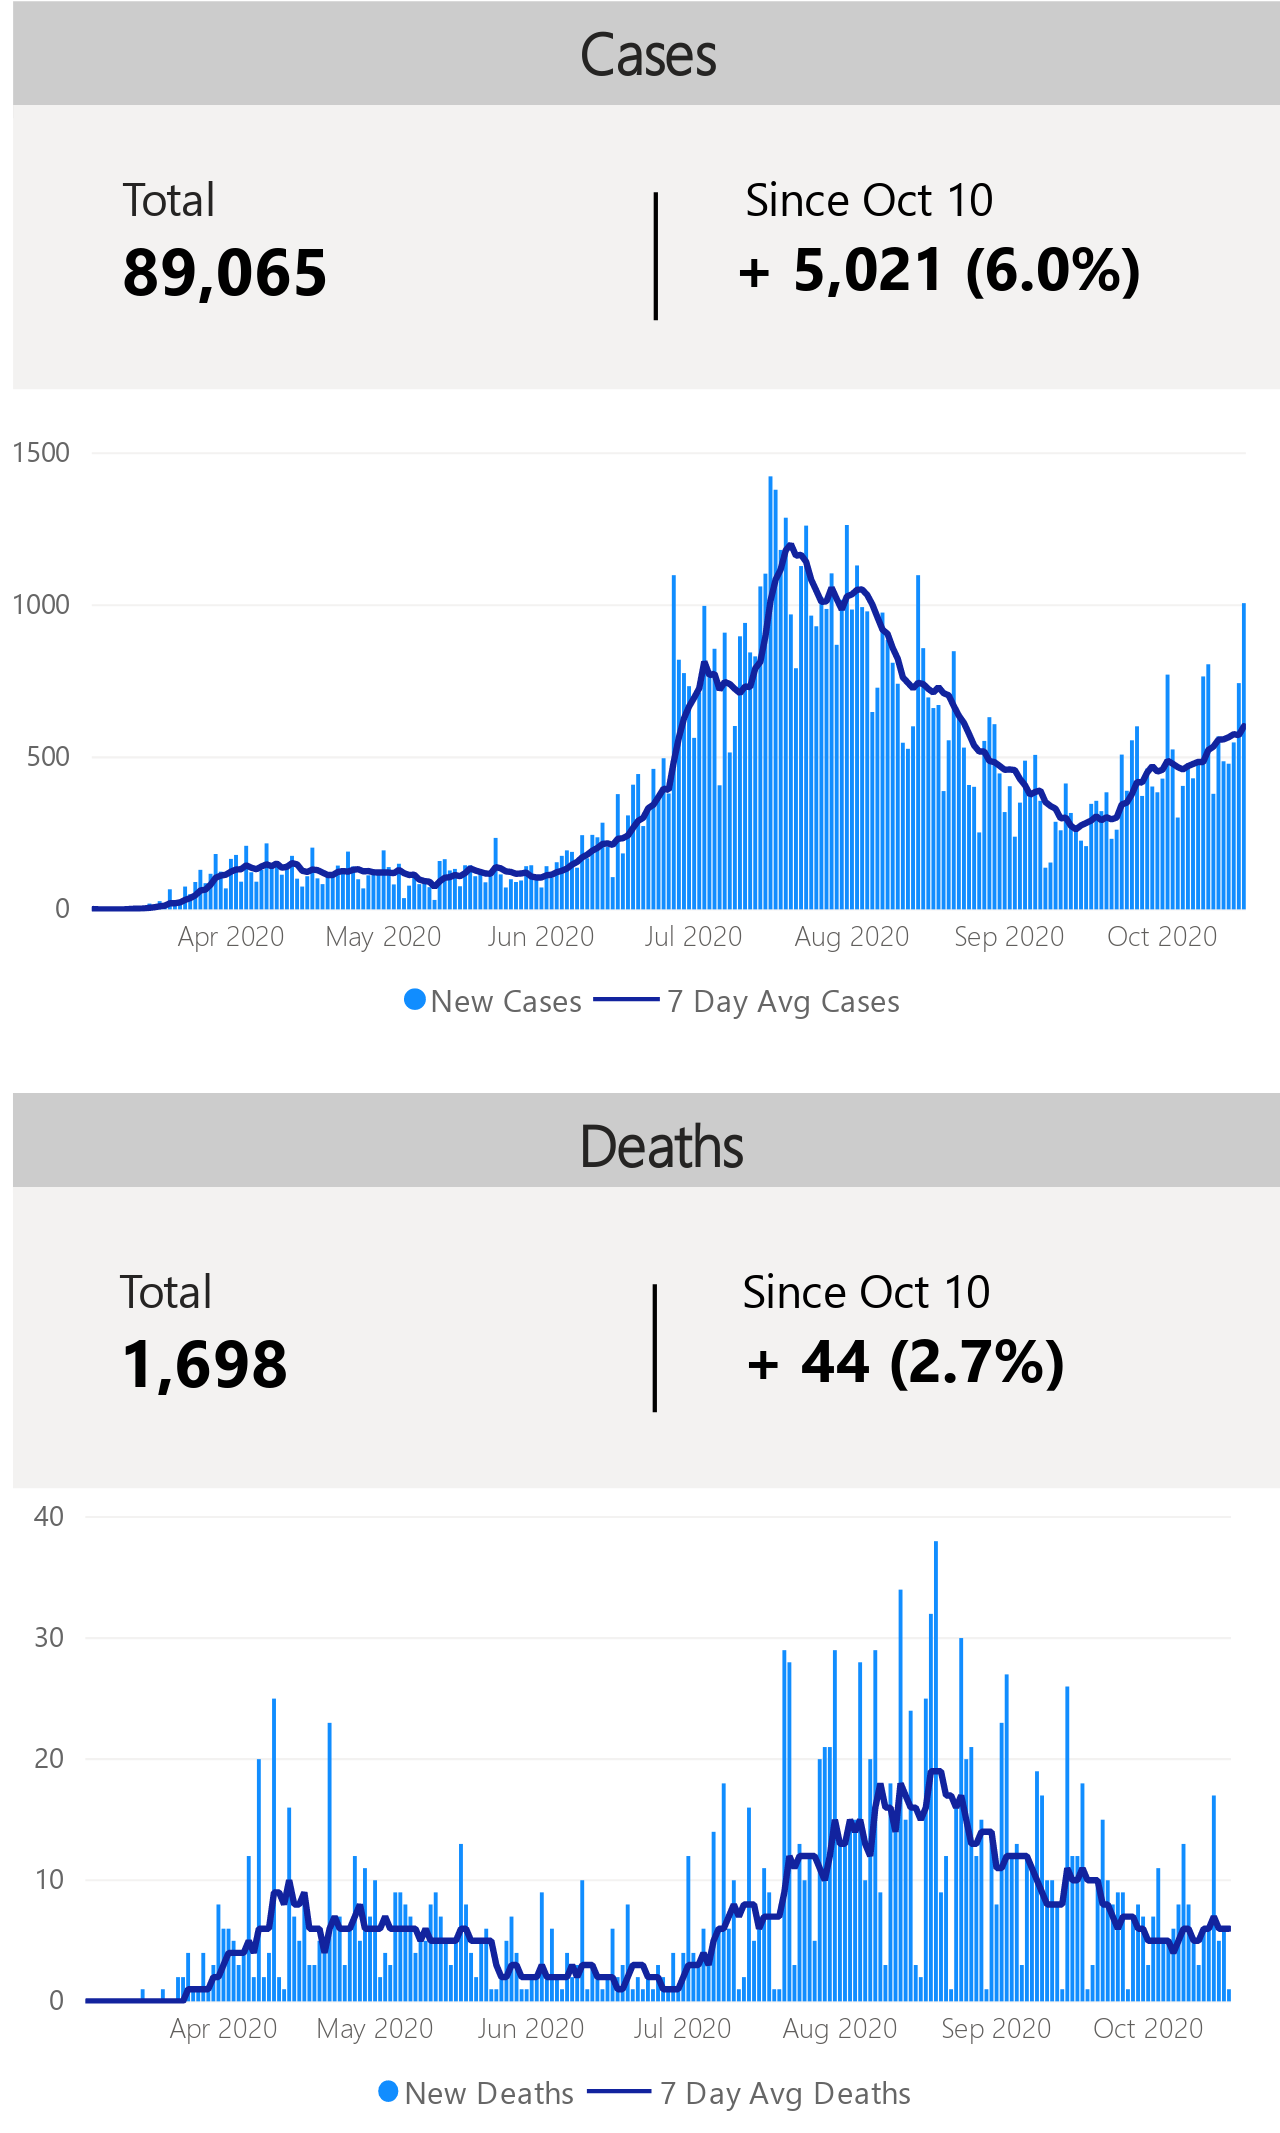 Cases
Total
Since Oct 10
89,065
+ 5,021 (6.0%)
1500
1000
500
0
Apr 2020
May 2020
Jun 2020
Jul 2020
Aug 2020
Sep 2020
Oct 2020
New Cases
7 Day Avg Cases
Deaths
Total
Since Oct 10
1,698
+ 44 (2.7%)
40
30
20
10
0
Apr 2020
May 2020
Jun 2020
Jul 2020
Aug 2020
Sep 2020
Oct 2020
New Deaths
7 Day Avg Deaths